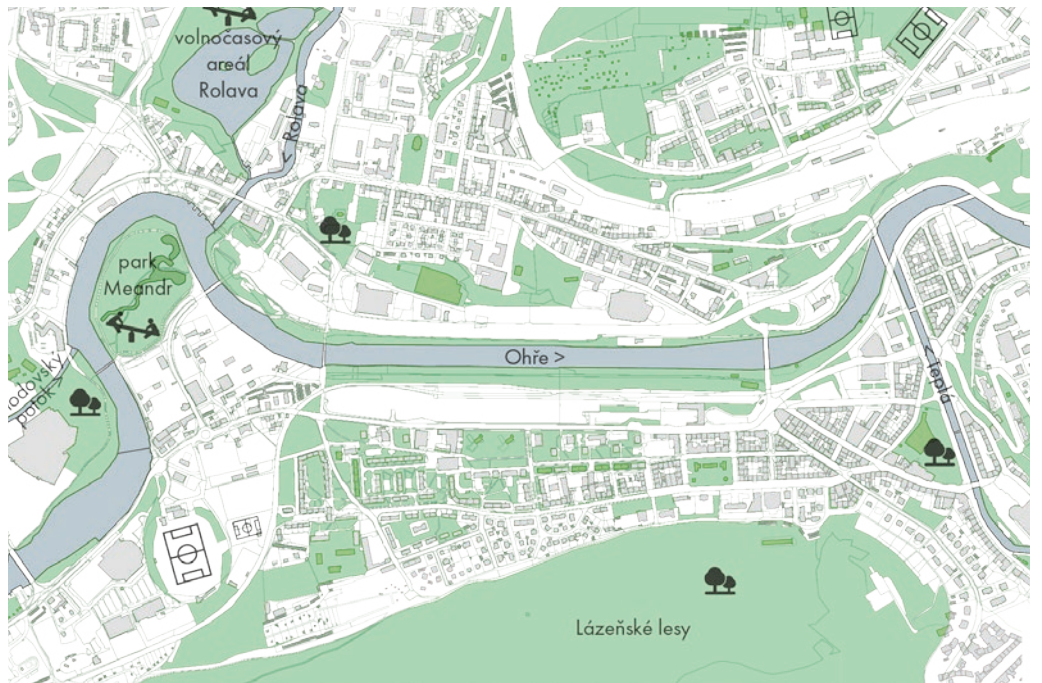 volnočasový
areál
Rolava
< Rolava
park
Meandr
Ohře >
< Teplá
potok >
Lázeňské lesy